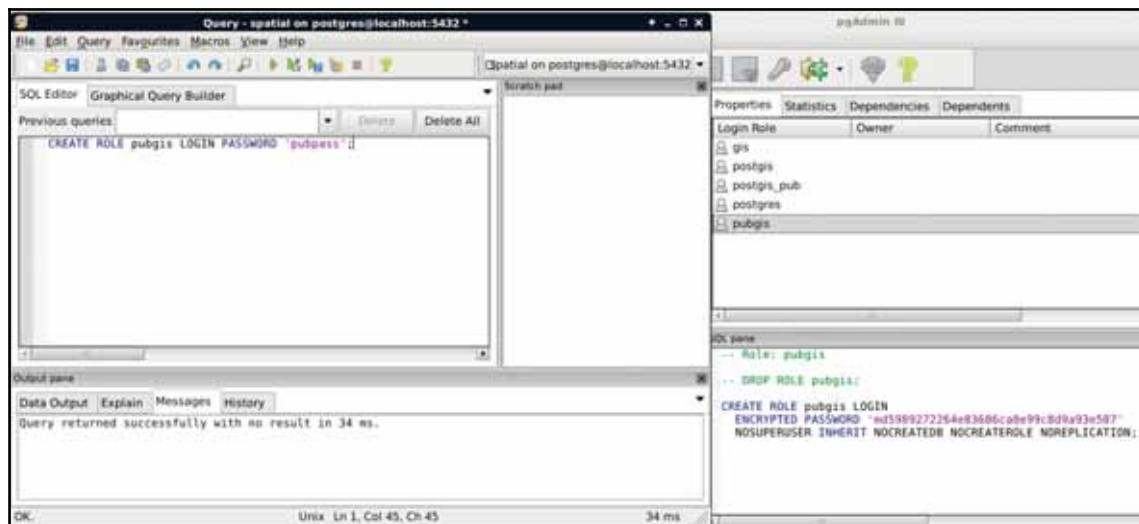 Query - spatial on postgres@localhost:5432 *
File Edit Query Favourites Macros View Help
spatial on postgres@localhost:5432
SQL Editor Graphical Query Builder
Previous queries Delete Delete All
CREATE ROLE pubgis LOGIN PASSWORD 'pubpass';
Scratch pad
Output pane
Data Output Explain Messages History
Query returned successfully with no result in 34 ms.
OK. Unix Ln 1, Col 45, Ch 45 34 ms
pgAdmin III
Properties Statistics Dependencies Dependents
Login Role Owner Comment
gis
postgis
postgis_pub
postgres
pubgis
SQL pane
-- Role: pubgis
-- DROP ROLE pubgis;
CREATE ROLE pubgis LOGIN
ENCRYPTED PASSWORD
NOSUPERUSER INHERIT NOCREATEDB NOCREATEROLE NOREPLICATION;